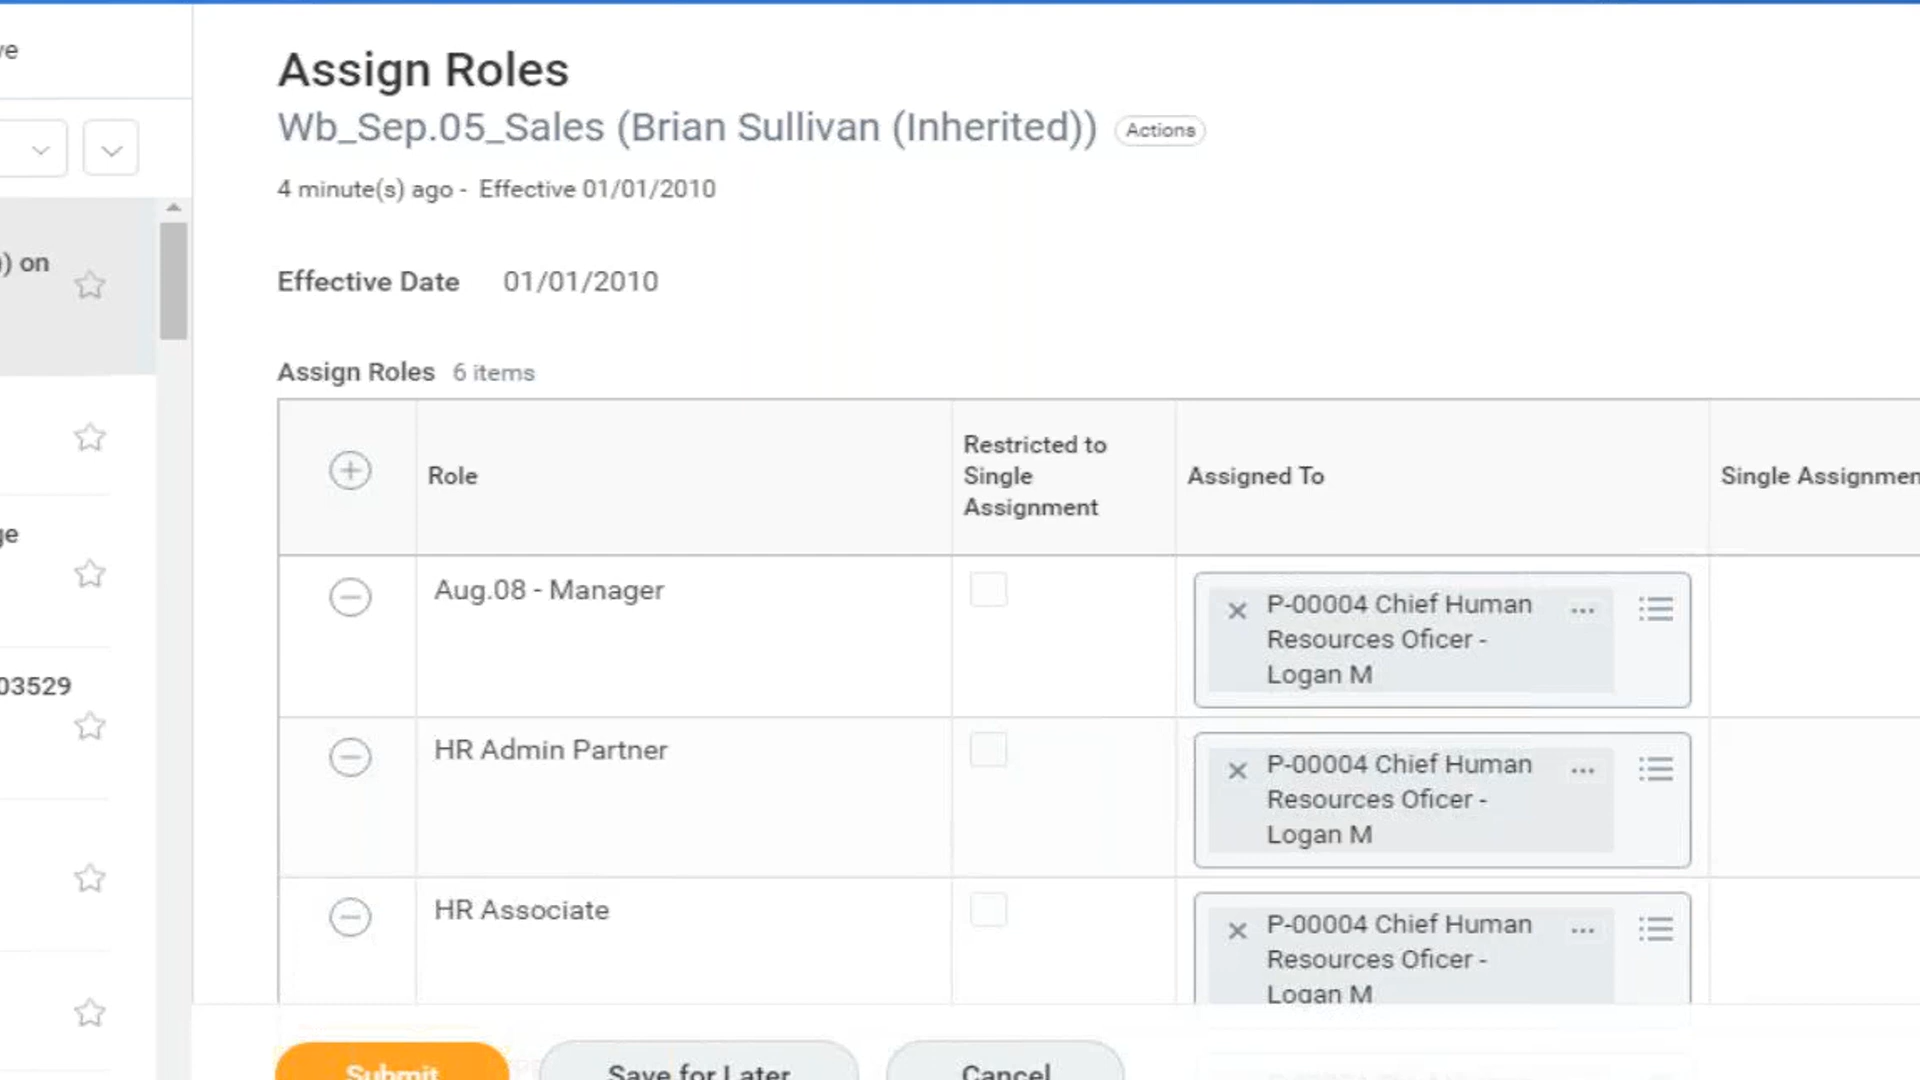 ve
Assign Roles
Wb_Sep.05_Sales (Brian Sullivan (Inherited)) Actions
4 minute(s) ago - Effective 01/01/2010
) on
Effective Date 01/01/2010
Assign Roles 6 items
Role
Restricted to
Single
Assignment
Assigned To
Single Assignmen
ge
Aug.08 - Manager
P-00004 Chief Human
Resources Oficer -
Logan M
03529
HR Admin Partner
P-00004 Chief Human
Resources Oficer -
Logan M
HR Associate
P-00004 Chief Human
Resources Oficer -
Logan M
Submit
Save for Later
Cancel